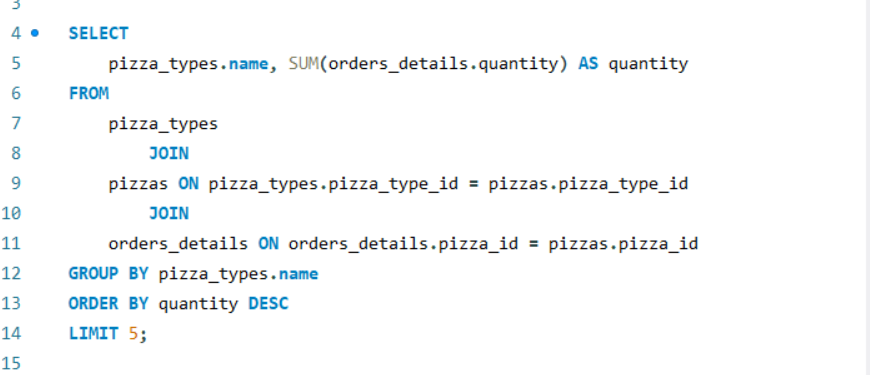 3
4 SELECT
5 pizza_types.name, SUM(orders_details.quantity) AS quantity
6 FROM
7 pizza_types
8 JOIN
9 pizzas ON pizza_types.pizza_type_id = pizzas.pizza_type_id
10 JOIN
11 orders_details ON orders_details.pizza_id = pizzas.pizza_id
12 GROUP BY pizza_types.name
13 ORDER BY quantity DESC
14 LIMIT 5;
15